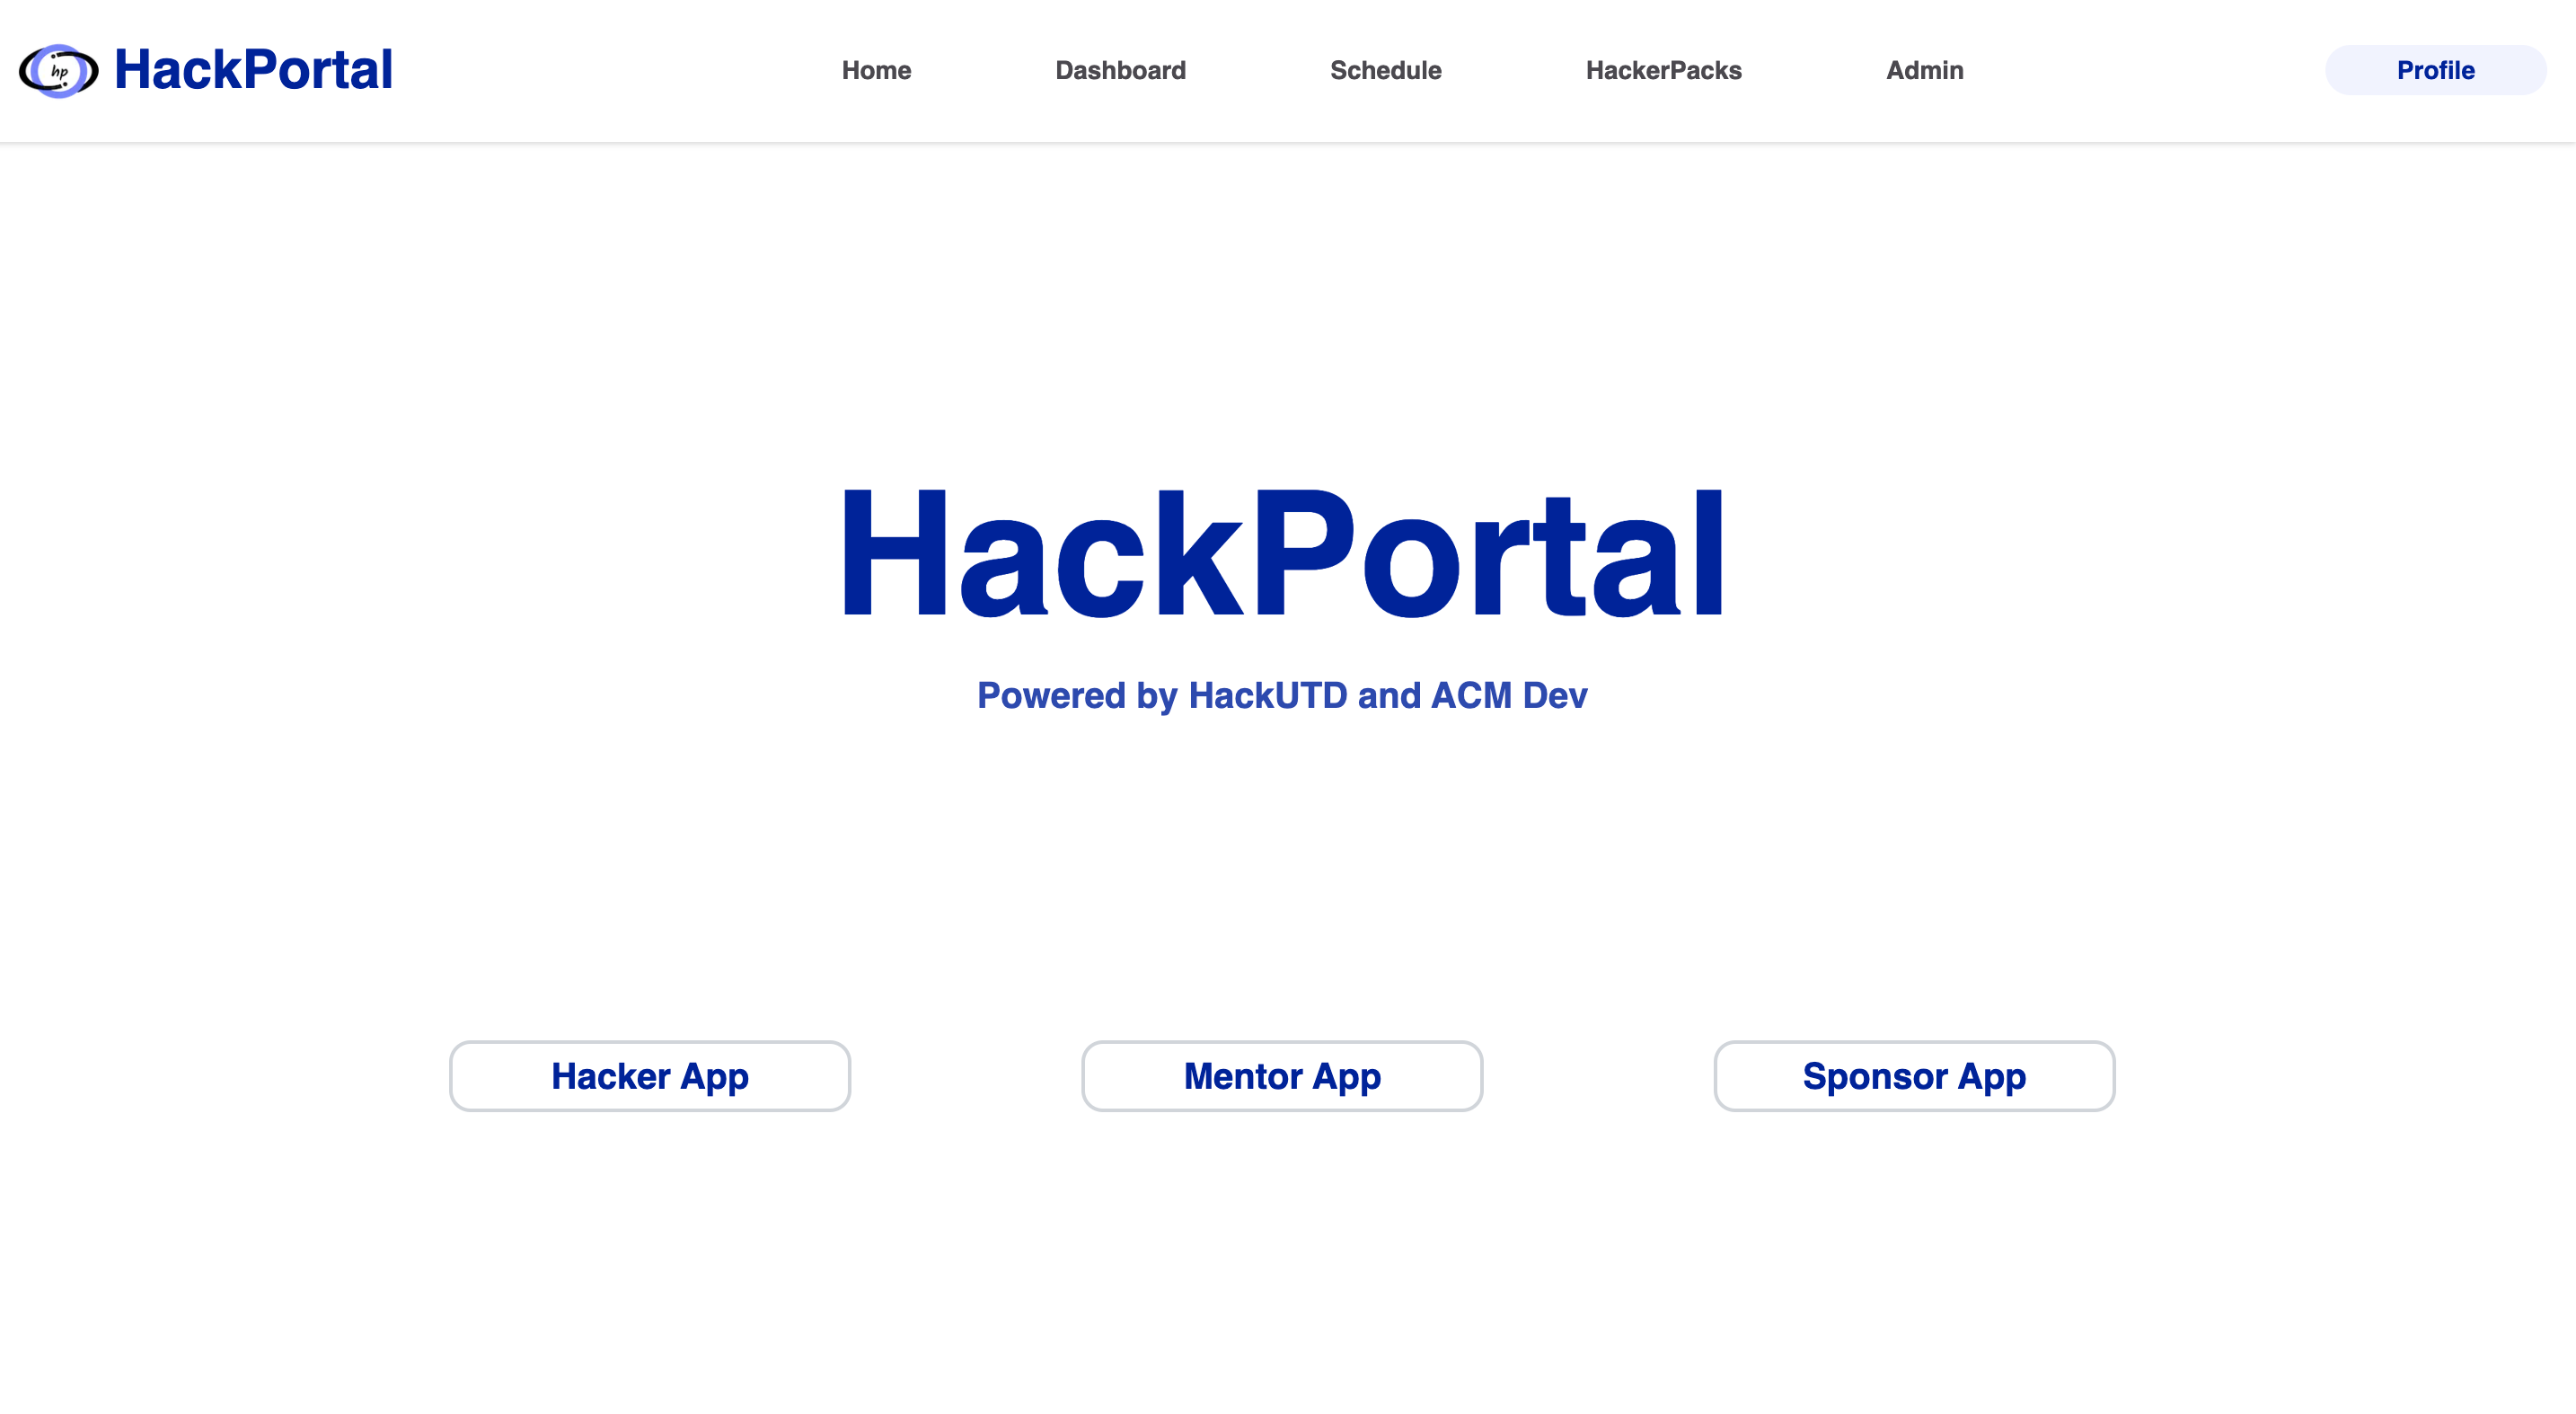 hp
HackPortal
Home
Dashboard
Schedule
HackerPacks
Admin
Profile
HackPortal
Powered by HackUTD and ACM Dev
Hacker App
Mentor App
Sponsor App